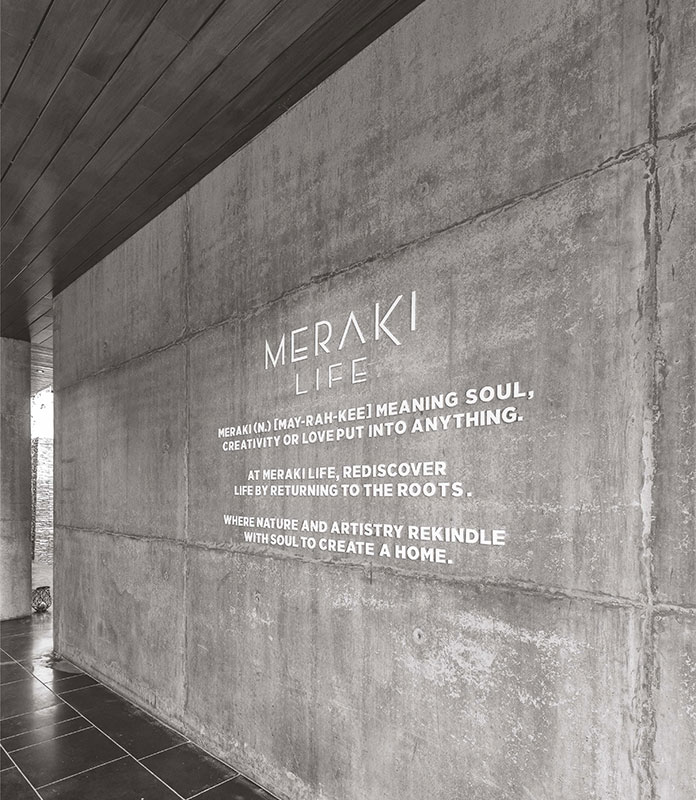 MERAKI
LIFE
MERAKI (N.) [MAY-RAH-KEE] MEANING SOUL,
CREATIVITY OR LOVE PUT INTO ANYTHING.
AT MERAKI LIFE, REDISCOVER
LIFE BY RETURNING TO THE ROOTS.
WHERE NATURE AND ARTISTRY REKINDLE
WITH SOUL TO CREATE A HOME.